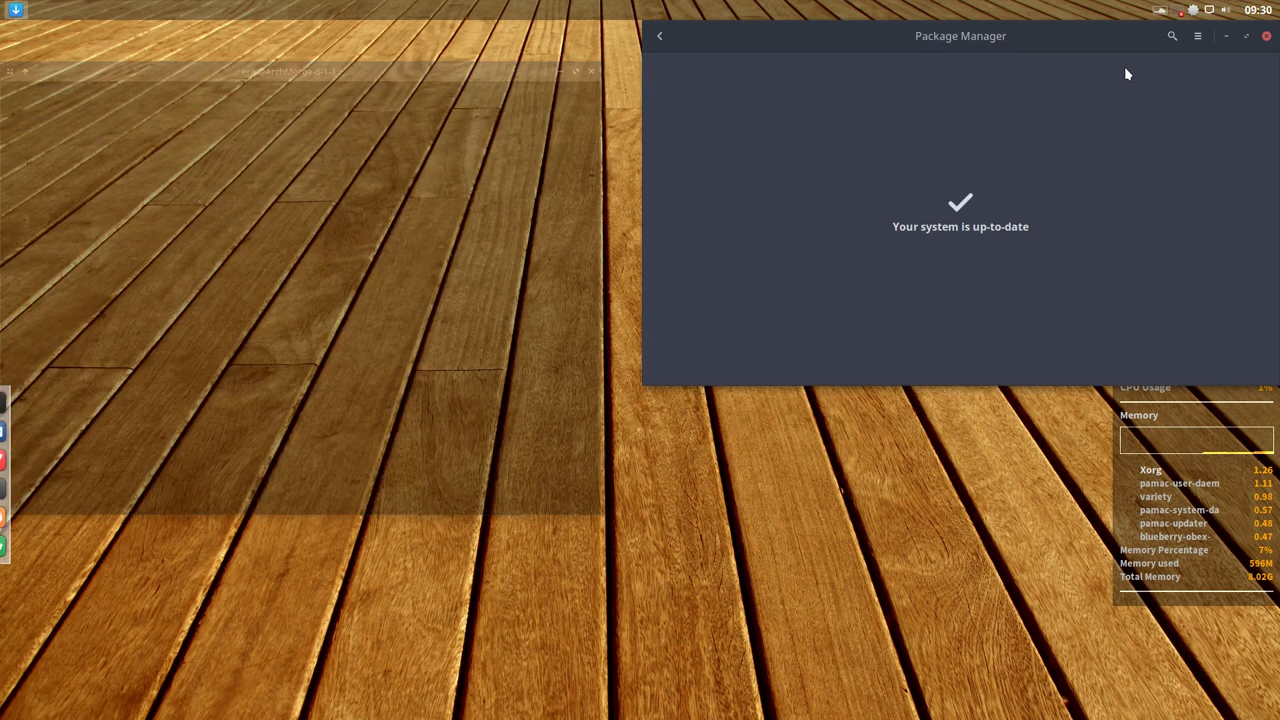 09:30
Package Manager
Your system is up-to-date
CPU Usage 1%
Memory
Xorg 1.26
pamac-user-daem 1.11
variety 0.98
pamac-system-da 0.57
pamac-updater 0.48
blueberry-obex- 0.47
Memory Percentage 7%
Memory used 596M
Total Memory 8.02G